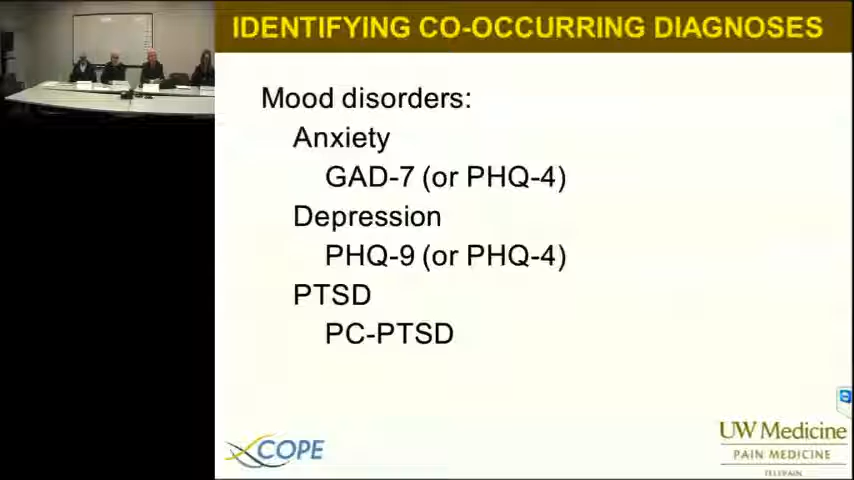 IDENTIFYING CO-OCCURRING DIAGNOSES
Mood disorders:
Anxiety
GAD-7 (or PHQ-4)
Depression
PHQ-9 (or PHQ-4)
PTSD
PC-PTSD
COPE
UW Medicine
PAIN MEDICINE
TELEPAIN